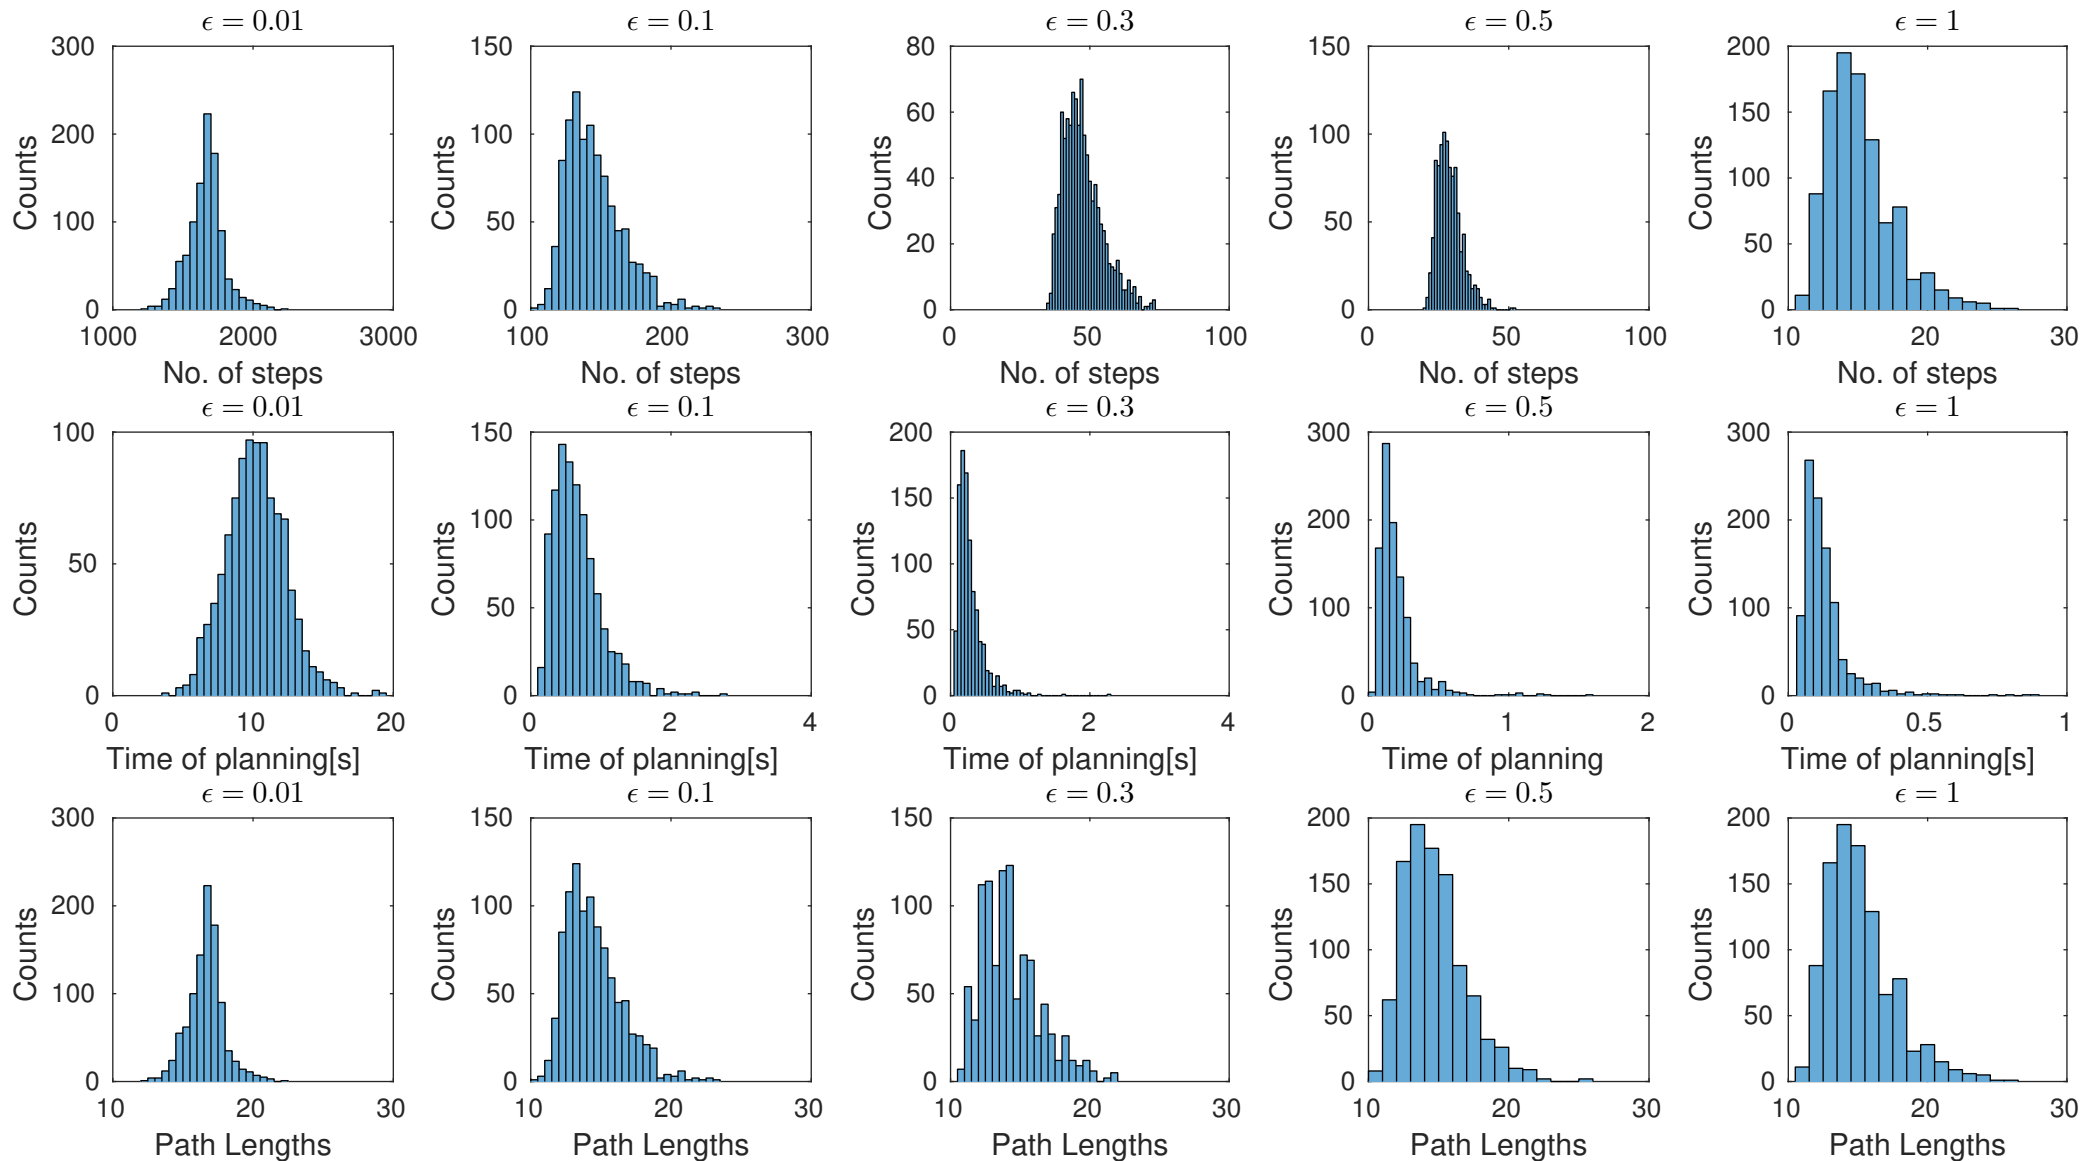 ϵ = 0.01 ϵ = 0.1 ϵ = 0.3 ϵ = 0.5 ϵ = 1
300 150 80 150 200
60 150
200 100 100
40 100
100 50 50
20 50
0 0 0 0 0
Counts Counts Counts Counts Counts
1000 2000 3000 100 200 300 0 50 100 0 50 100 10 20 30
No. of steps No. of steps No. of steps No. of steps No. of steps
ϵ = 0.01 ϵ = 0.1 ϵ = 0.3 ϵ = 0.5 ϵ = 1
100 150 200 300 300
150
100 200 200
50 100
50 100 100
50
0 0 0 0 0
Counts Counts Counts Counts Counts
0 10 20 0 2 4 0 2 4 0 1 2 0 0.5 1
Time of planning[s] Time of planning[s] Time of planning[s] Time of planning Time of planning[s]
ϵ = 0.01 ϵ = 0.1 ϵ = 0.3 ϵ = 0.5 ϵ = 1
300 150 150 200 200
150 150
200 100 100
100 100
100 50 50
50 50
0 0 0 0 0
Counts Counts Counts Counts Counts
10 20 30 10 20 30 10 20 30 10 20 30 10 20 30
Path Lengths Path Lengths Path Lengths Path Lengths Path Lengths